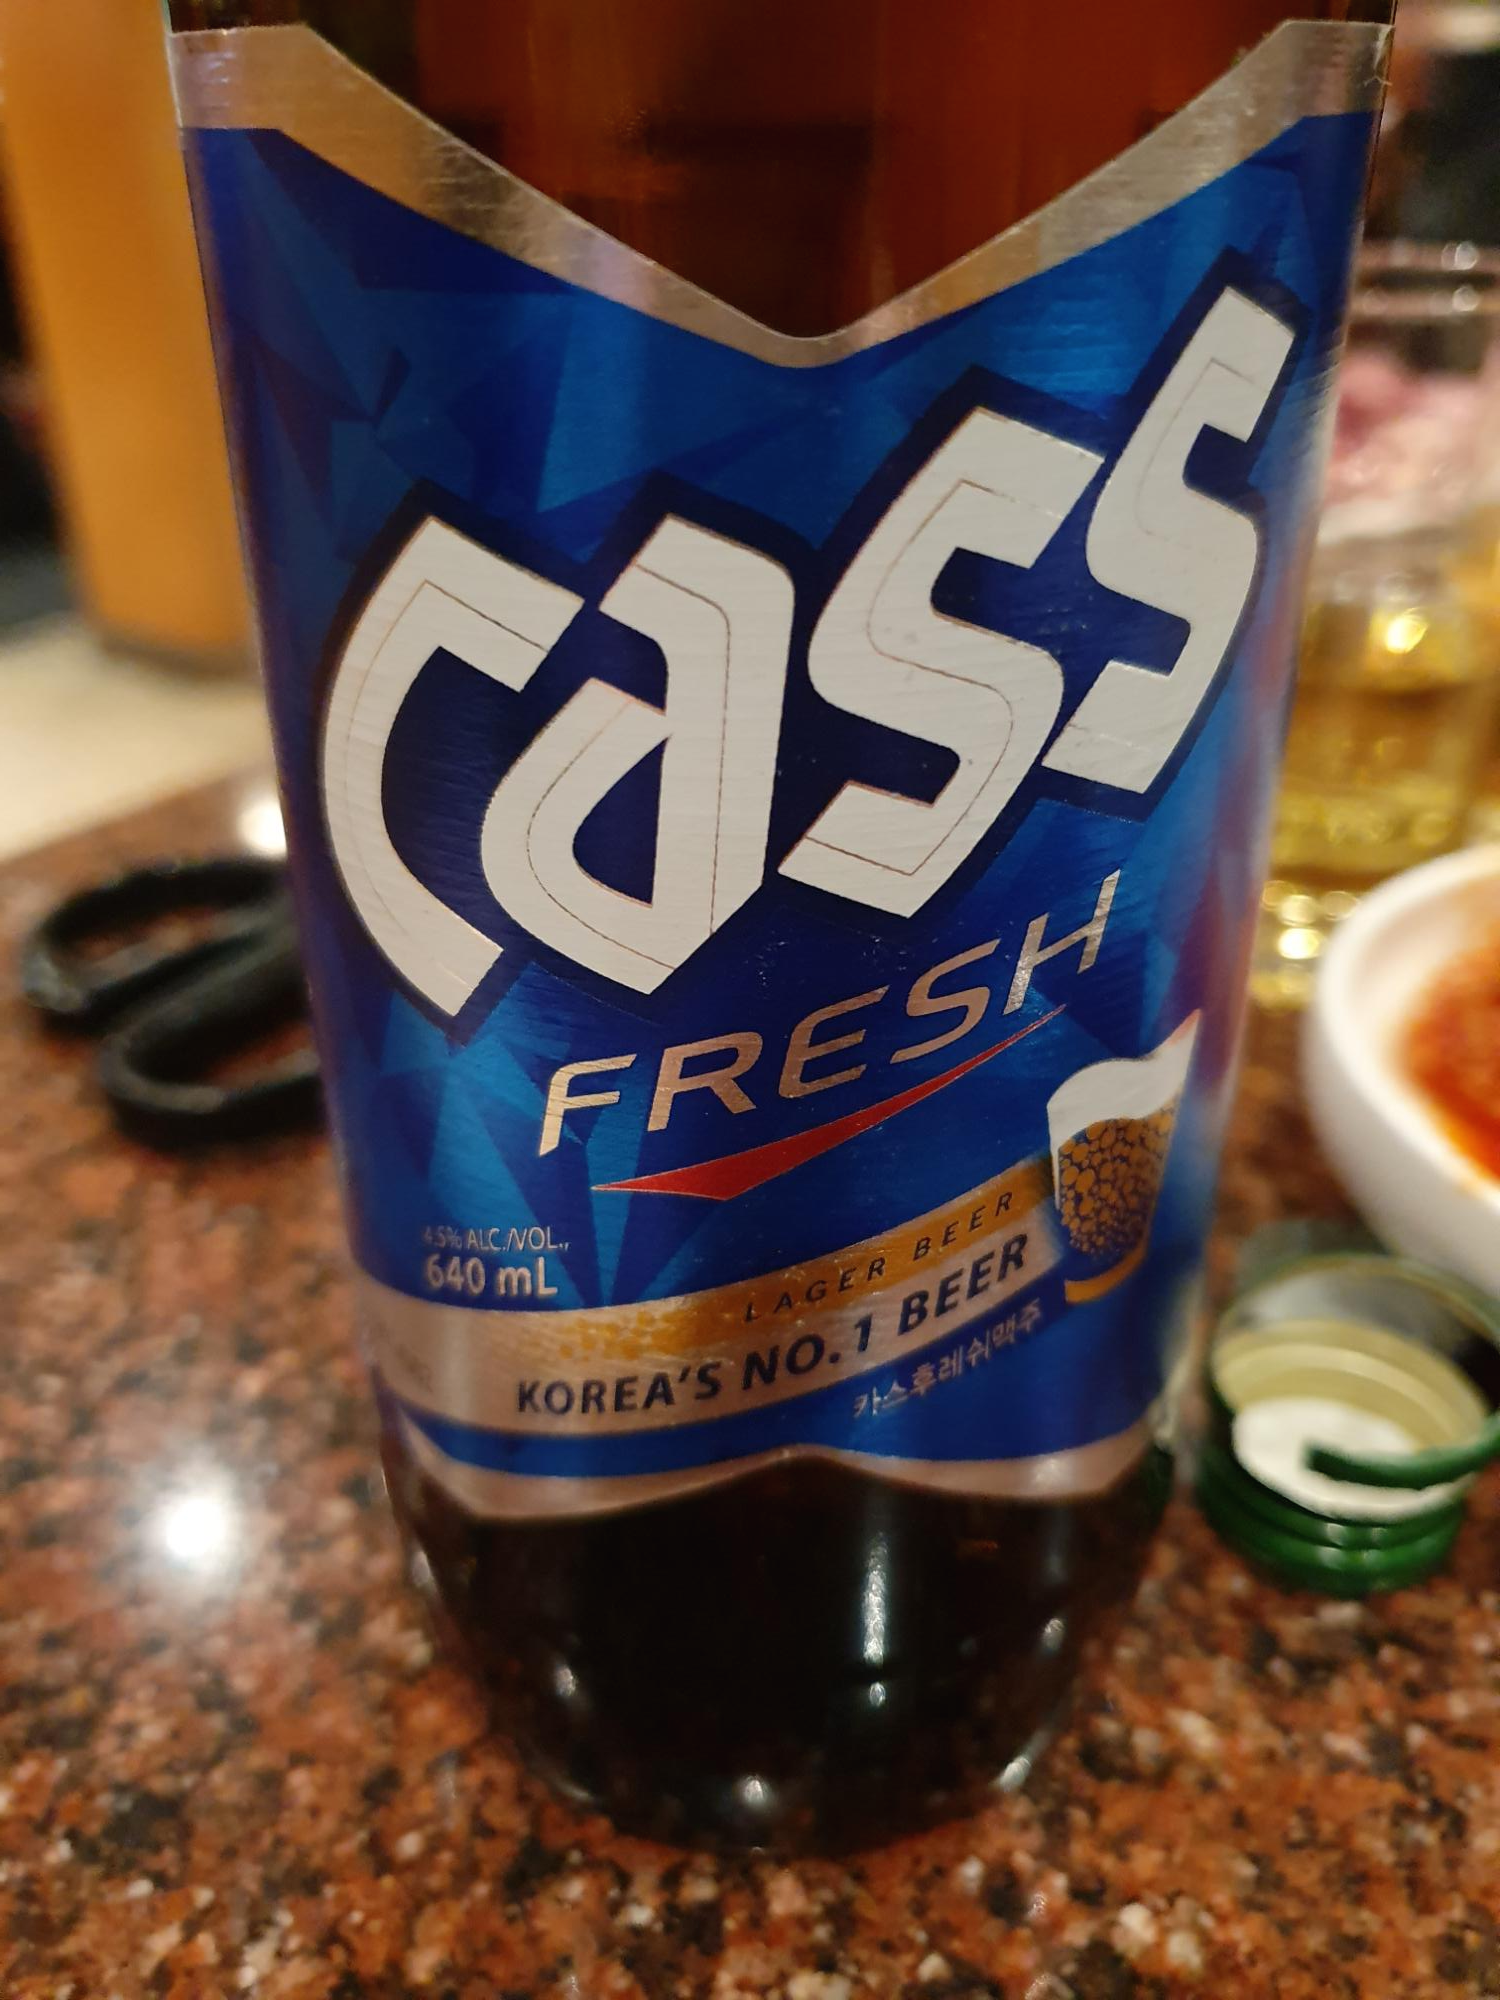 Cass
FRESH
4.5% ALC./VOL.,
640 mL
LAGER BEER
KOREA'S NO.1 BEER
카스후레쉬맥주